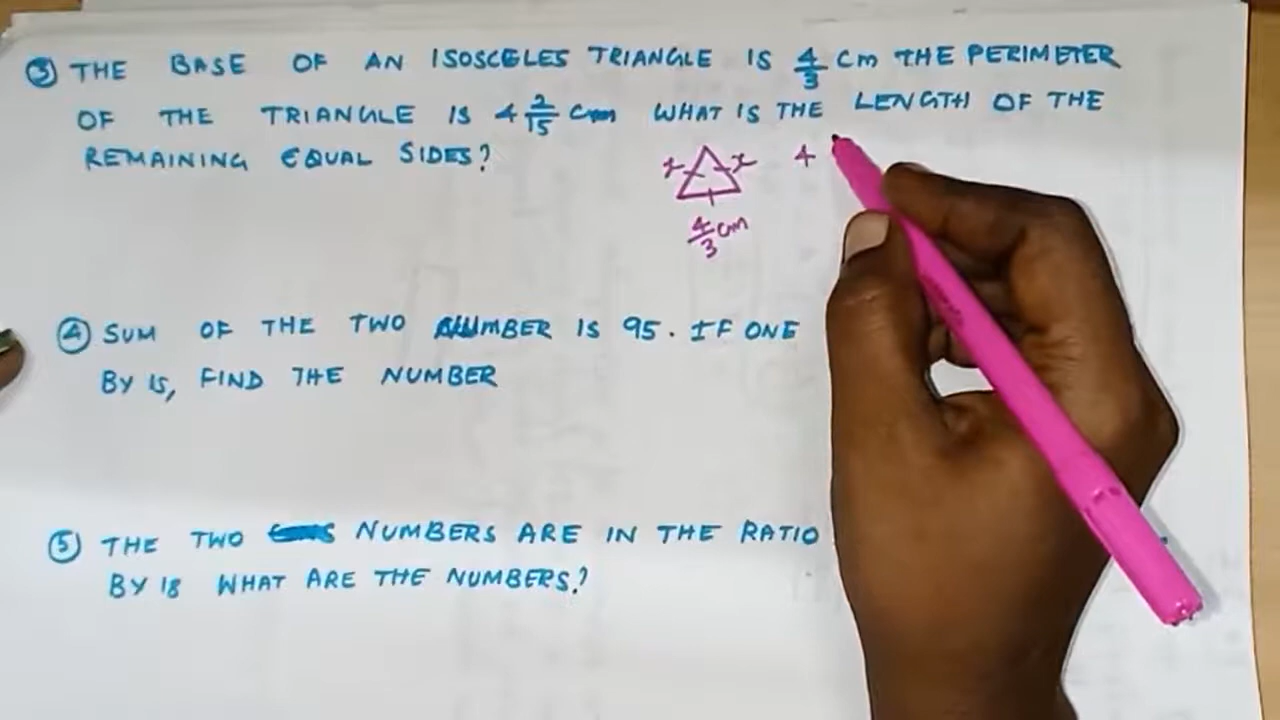 ③ THE BASE OF AN ISOSCELES TRIANGLE IS 4/3 Cm THE PERIMETER
OF THE TRIANGLE IS 4 2/15 Cm WHAT IS THE LENGTH OF THE
REMAINING EQUAL SIDES?
x x 4
4/3 cm
④ SUM OF THE TWO NUMBER IS 95. IF ONE
BY 15, FIND THE NUMBER
⑤ THE TWO NUMBERS ARE IN THE RATIO
BY 18 WHAT ARE THE NUMBERS?